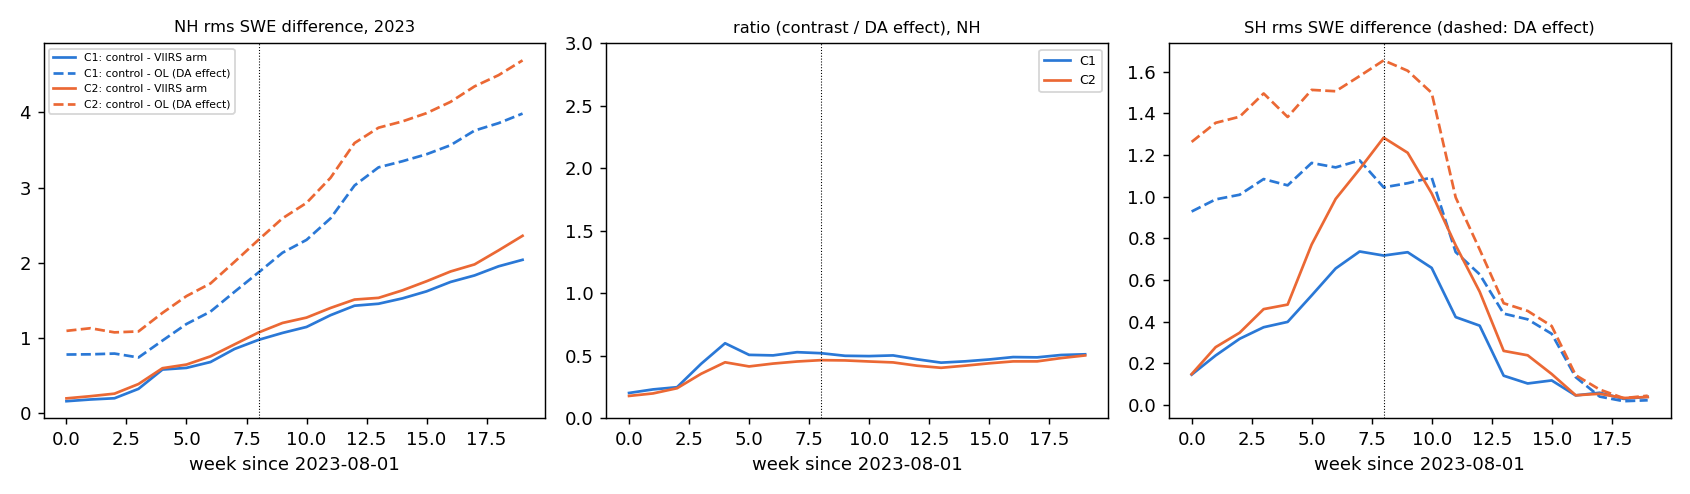 NH rms SWE difference, 2023
C1: control - VIIRS arm
C1: control - OL (DA effect)
C2: control - VIIRS arm
C2: control - OL (DA effect)
4
3
2
1
0
0.0 2.5 5.0 7.5 10.0 12.5 15.0 17.5
week since 2023-08-01
ratio (contrast / DA effect), NH
C1
C2
3.0
2.5
2.0
1.5
1.0
0.5
0.0
0.0 2.5 5.0 7.5 10.0 12.5 15.0 17.5
week since 2023-08-01
SH rms SWE difference (dashed: DA effect)
1.6
1.4
1.2
1.0
0.8
0.6
0.4
0.2
0.0
0.0 2.5 5.0 7.5 10.0 12.5 15.0 17.5
week since 2023-08-01